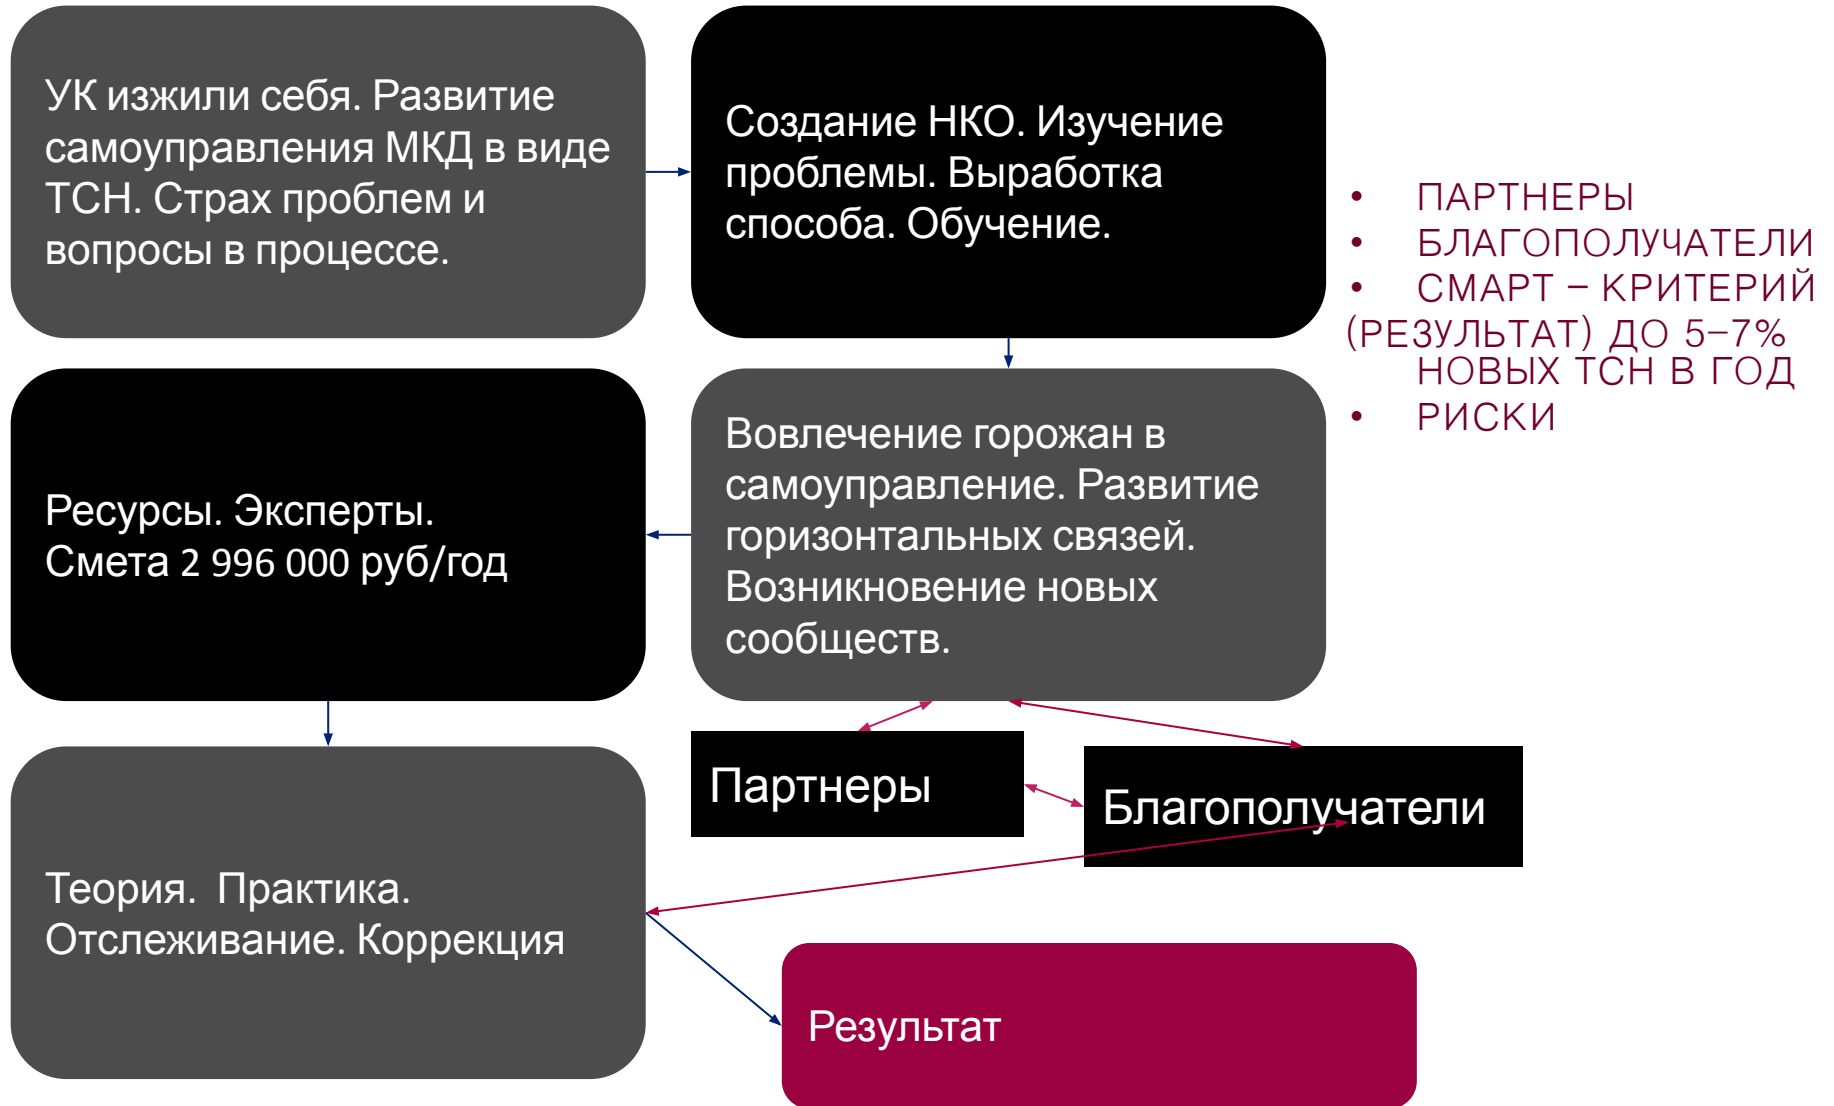 УК изжили себя. Развитие
самоуправления МКД в виде
ТСН. Страх проблем и
вопросы в процессе.
Создание НКО. Изучение
проблемы. Выработка
способа. Обучение.
• ПАРТНЕРЫ
• БЛАГОПОЛУЧАТЕЛИ
• СМАРТ – КРИТЕРИЙ
(РЕЗУЛЬТАТ) ДО 5–7%
НОВЫХ ТСН В ГОД
• РИСКИ
Вовлечение горожан в
самоуправление. Развитие
горизонтальных связей.
Возникновение новых
сообществ.
Ресурсы. Эксперты.
Смета 2 996 000 руб/год
Партнеры
Благополучатели
Теория. Практика.
Отслеживание. Коррекция
Результат